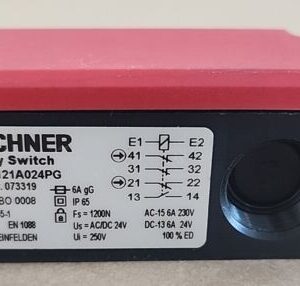 CHNER
y Switch
21A024PG
073319
6A gG
BO 0008
IP 65
5-1
Fs = 1200N
EN 1088
Us = AC/DC 24V
EINFELDEN
Ui = 250V
E1 E2
41 42
31 32
21 22
13 14
AC-15 6A 230V
DC-13 6A 24V
100 % ED